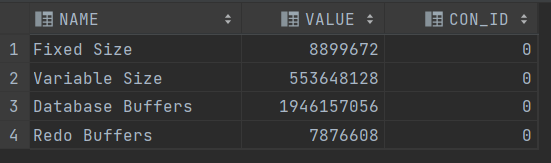 NAME VALUE CON_ID
1 Fixed Size 8899672 0
2 Variable Size 553648128 0
3 Database Buffers 1946157056 0
4 Redo Buffers 7876608 0